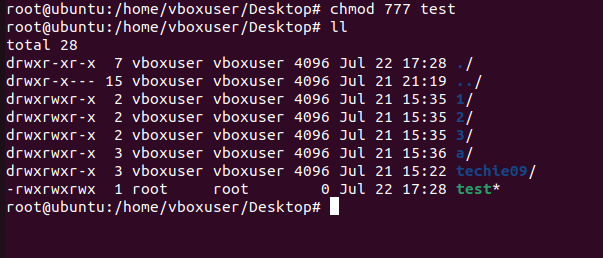 root@ubuntu:/home/vboxuser/Desktop# chmod 777 test
root@ubuntu:/home/vboxuser/Desktop# ll
total 28
drwxr-xr-x  7 vboxuser vboxuser 4096 Jul 22 17:28 ./
drwxr-x--- 15 vboxuser vboxuser 4096 Jul 21 21:19 ../
drwxrwxr-x  2 vboxuser vboxuser 4096 Jul 21 15:35 1/
drwxrwxr-x  2 vboxuser vboxuser 4096 Jul 21 15:35 2/
drwxrwxr-x  2 vboxuser vboxuser 4096 Jul 21 15:35 3/
drwxrwxr-x  3 vboxuser vboxuser 4096 Jul 21 15:36 a/
drwxrwxr-x  3 vboxuser vboxuser 4096 Jul 21 15:22 techie09/
-rwxrwxrwx  1 root     root        0 Jul 22 17:28 test*
root@ubuntu:/home/vboxuser/Desktop#